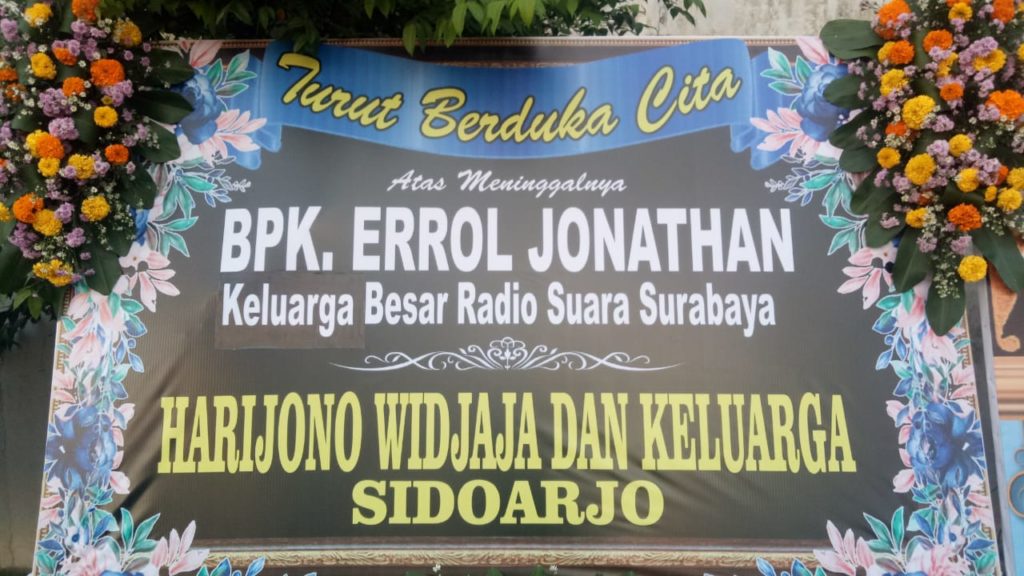 Turut Berduka Cita
Atas Meninggalnya
BPK. ERROL JONATHAN
Keluarga Besar Radio Suara Surabaya
HARIJONO WIDJAJA DAN KELUARGA
SIDOARJO